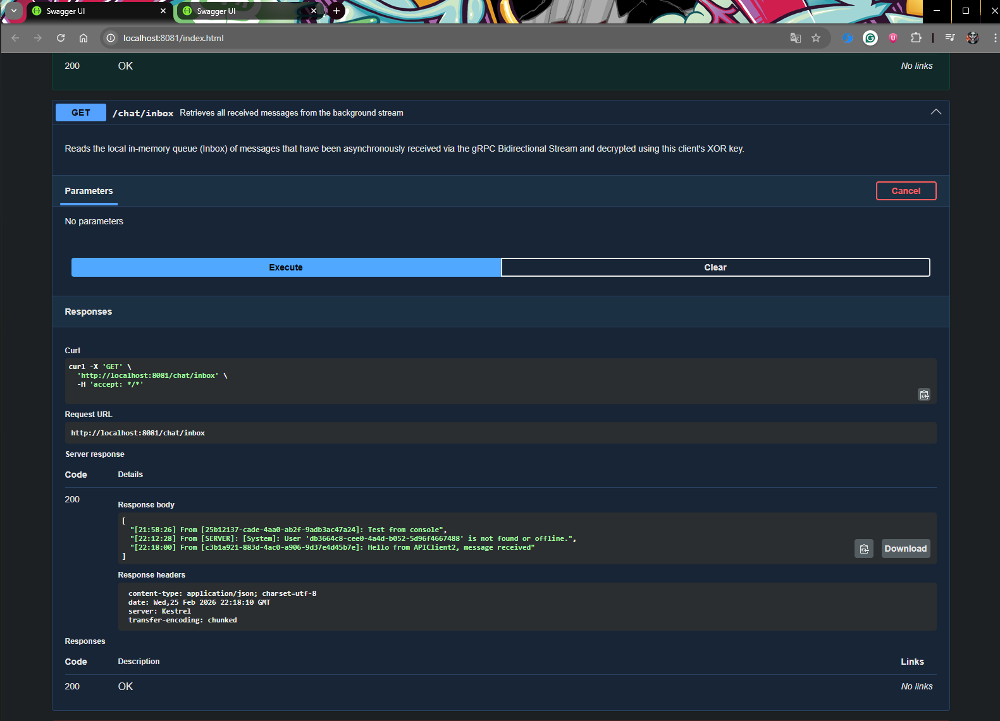 Swagger UI
Swagger UI
localhost:8081/index.html
200 OK No links
GET /chat/inbox Retrieves all received messages from the background stream
Reads the local in-memory queue (Inbox) of messages that have been asynchronously received via the gRPC Bidirectional Stream and decrypted using this client's XOR key.
Parameters Cancel
No parameters
Execute Clear
Responses
Curl
curl -X 'GET' \
'http://localhost:8081/chat/inbox' \
-H 'accept: */*'
Request URL
http://localhost:8081/chat/inbox
Server response
Code Details
200
Response body
[
"[21:58:26] From [25b12137-cade-4aa0-ab2f-9adb3ac47a24]: Test from console",
"[22:12:28] From [SERVER]: [System]: User 'db3664c8-cee0-4a4d-b052-5d96f4667488' is not found or offline.",
"[22:18:00] From [c3b1a921-883d-4ac0-a906-9d37e4d45b7e]: Hello from APIClient2, message received"
]
Download
Response headers
content-type: application/json; charset=utf-8
date: Wed,25 Feb 2026 22:18:10 GMT
server: Kestrel
transfer-encoding: chunked
Responses
Code Description Links
200 OK No links